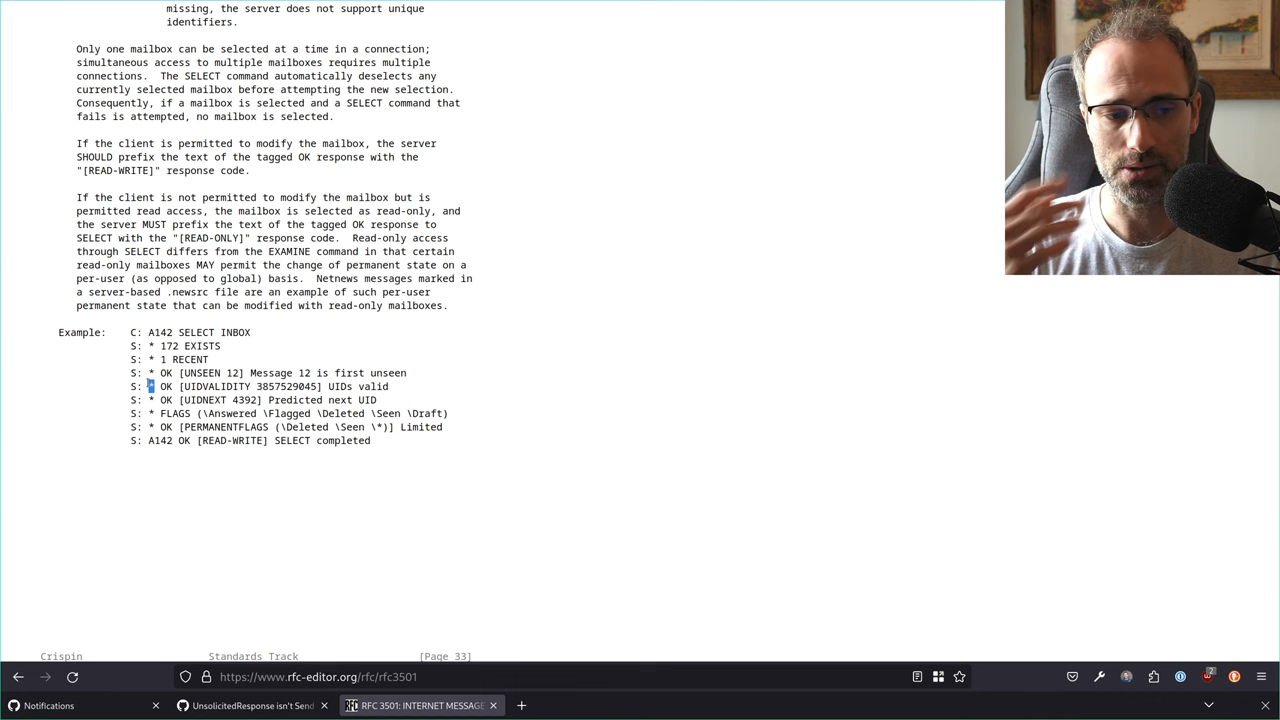 missing, the server does not support unique
identifiers.
Only one mailbox can be selected at a time in a connection;
simultaneous access to multiple mailboxes requires multiple
connections.  The SELECT command automatically deselects any
currently selected mailbox before attempting the new selection.
Consequently, if a mailbox is selected and a SELECT command that
fails is attempted, no mailbox is selected.
If the client is permitted to modify the mailbox, the server
SHOULD prefix the text of the tagged OK response with the
"[READ-WRITE]" response code.
If the client is not permitted to modify the mailbox but is
permitted read access, the mailbox is selected as read-only, and
the server MUST prefix the text of the tagged OK response to
SELECT with the "[READ-ONLY]" response code.  Read-only access
through SELECT differs from the EXAMINE command in that certain
read-only mailboxes MAY permit the change of permanent state on a
per-user (as opposed to global) basis.  Netnews messages marked in
a server-based .newsrc file are an example of such per-user
permanent state that can be modified with read-only mailboxes.
Example:    C: A142 SELECT INBOX
S: * 172 EXISTS
S: * 1 RECENT
S: * OK [UNSEEN 12] Message 12 is first unseen
S: * OK [UIDVALIDITY 3857529045] UIDs valid
S: * OK [UIDNEXT 4392] Predicted next UID
S: * FLAGS (\Answered \Flagged \Deleted \Seen \Draft)
S: * OK [PERMANENTFLAGS (\Deleted \Seen \*)] Limited
S: A142 OK [READ-WRITE] SELECT completed
Crispin                     Standards Track                    [Page 33]
https://www.rfc-editor.org/rfc/rfc3501
2
Notifications
UnsolicitedResponse isn't Send
RFC RFC 3501: INTERNET MESSAGE